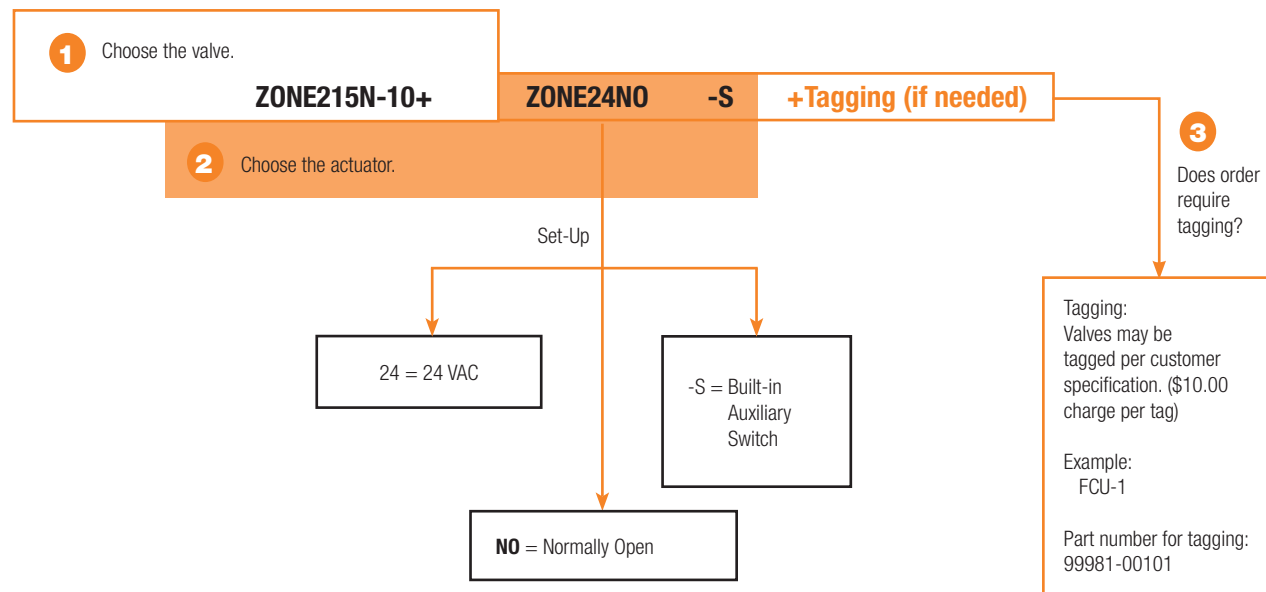 1 Choose the valve.
ZONE215N-10+ ZONE24NO -S +Tagging (if needed)
2 Choose the actuator.
3
Does order
require
tagging?
Set-Up
24 = 24 VAC
-S = Built-in
Auxiliary
Switch
NO = Normally Open
Tagging:
Valves may be
tagged per customer
specification. ($10.00
charge per tag)
Example:
FCU-1
Part number for tagging:
99981-00101